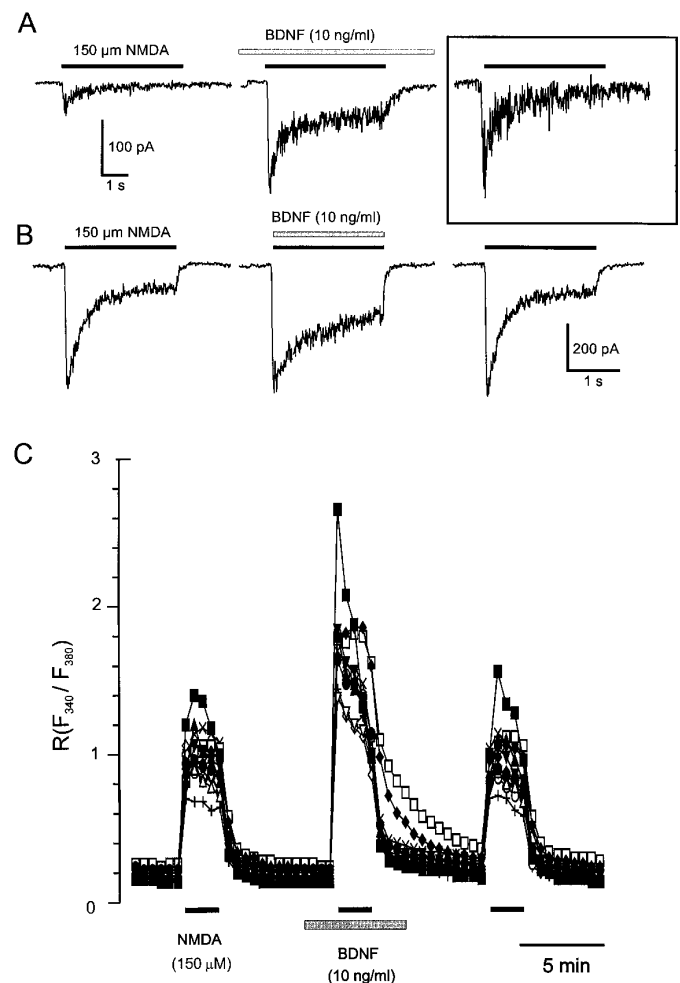 A
BDNF (10 ng/ml)
150 µm NMDA
100 pA
1 s
B
BDNF (10 ng/ml)
150 µm NMDA
200 pA
1 s
C
3
2
1
0
R(F340 / F380)
NMDA
(150 µM)
BDNF
(10 ng/ml)
5 min